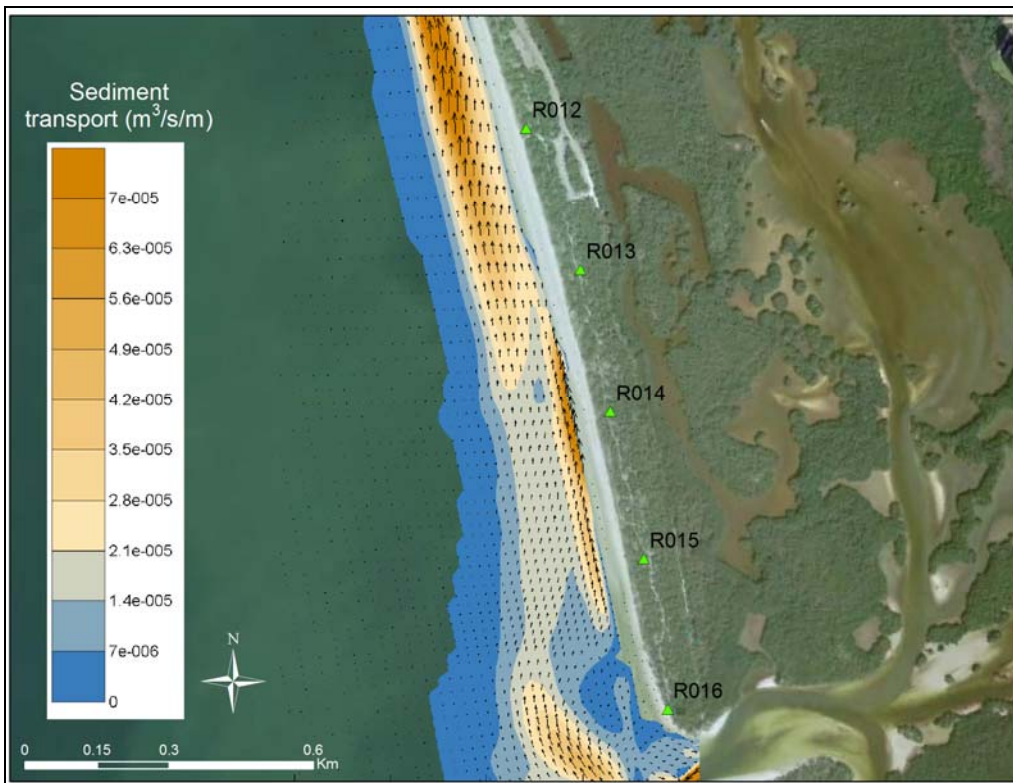 Sediment
transport (m³/s/m)
7e-005
6.3e-005
5.6e-005
4.9e-005
4.2e-005
3.5e-005
2.8e-005
2.1e-005
1.4e-005
7e-006
0
R012
R013
R014
R015
R016
N
0 0.15 0.3 0.6
Km